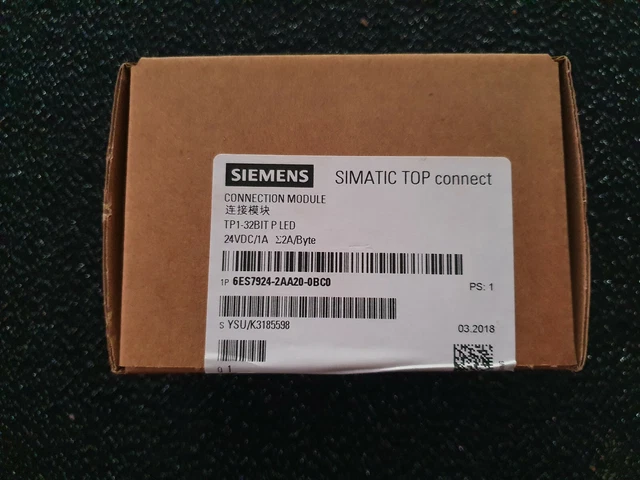 SIEMENS SIMATIC TOP connect
CONNECTION MODULE
连接模块
TP1-32BIT P LED
24VDC/1A Σ2A/Byte
1P 6ES7924-2AA20-0BC0
PS: 1
S YSU/K3185598
03.2018
Q 1